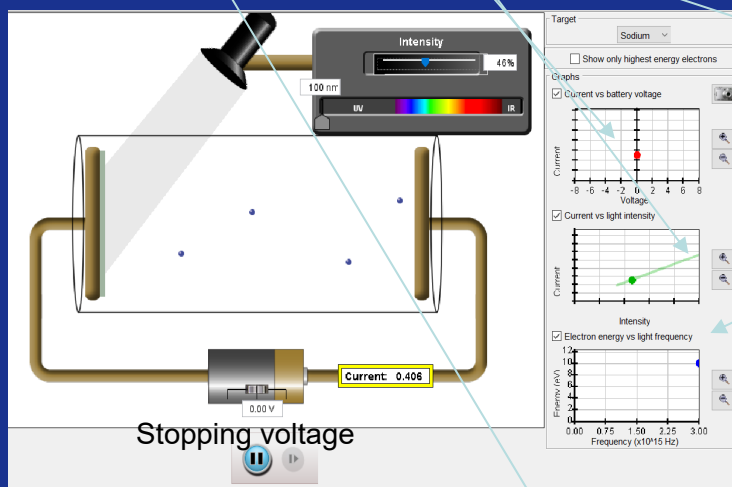 Intensity
46%
100 nm
UV
IR
Current: 0.406
0.00 V
Stopping voltage
Target
Sodium
Show only highest energy electrons
Graphs
Current vs battery voltage
Current
-8 -6 -4 -2 0 2 4 6 8
Voltage
Current vs light intensity
Current
Intensity
Electron energy vs light frequency
Energy (eV)
12
10
8
6
4
2
0.00 0.75 1.50 2.25 3.00
Frequency (x10^15 Hz)